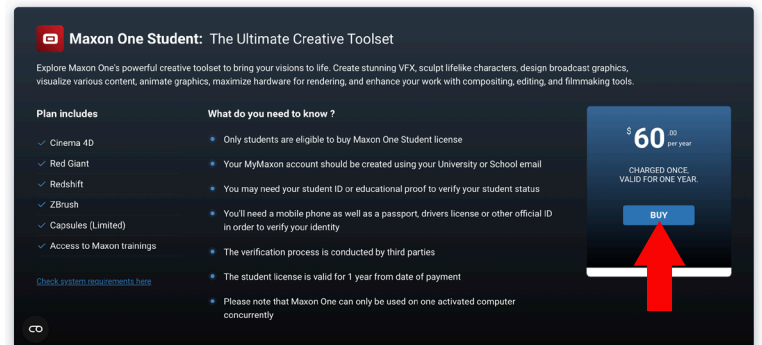 Maxon One Student: The Ultimate Creative Toolset
Explore Maxon One's powerful creative toolset to bring your visions to life. Create stunning VFX, sculpt lifelike characters, design broadcast graphics,
visualize various content, animate graphics, maximize hardware for rendering, and enhance your work with compositing, editing, and filmmaking tools.
Plan includes
Cinema 4D
Red Giant
Redshift
ZBrush
Capsules (Limited)
Access to Maxon trainings
Check system requirements here
What do you need to know ?
Only students are eligible to buy Maxon One Student license
Your MyMaxon account should be created using your University or School email
You may need your student ID or educational proof to verify your student status
You'll need a mobile phone as well as a passport, drivers license or other official ID
in order to verify your identity
The verification process is conducted by third parties
The student license is valid for 1 year from date of payment
Please note that Maxon One can only be used on one activated computer
concurrently
$60.00
per year
CHARGED ONCE,
VALID FOR ONE YEAR.
BUY